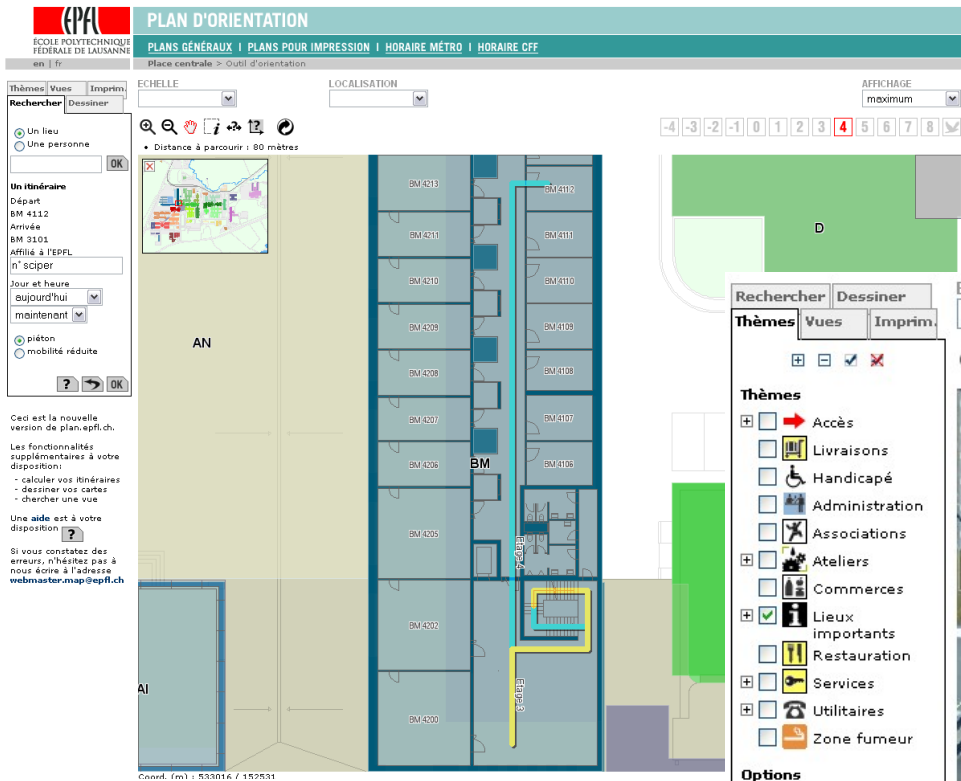 EPFL
ÉCOLE POLYTECHNIQUE
FÉDÉRALE DE LAUSANNE
en | fr
PLAN D'ORIENTATION
PLANS GÉNÉRAUX I PLANS POUR IMPRESSION I HORAIRE MÉTRO I HORAIRE CFF
Place centrale > Outil d'orientation
Thèmes Vues Imprim.
Rechercher Dessiner
Un lieu
Une personne
OK
Un itinéraire
Départ
BM 4112
Arrivée
BM 3101
Affilié à l'EPFL
n° sciper
Jour et heure
aujourd'hui
maintenant
piéton
mobilité réduite
? OK
Ceci est la nouvelle
version de plan.epfl.ch.
Les fonctionnalités
supplémentaires à votre
disposition:
- calculer vos itinéraires
- dessiner vos cartes
- chercher une vue
Une aide est à votre
disposition ?
Si vous constatez des
erreurs, n'hésitez pas à
nous écrire à l'adresse
webmaster.map@epfl.ch
ECHELLE
LOCALISATION
AFFICHAGE
maximum
-4 -3 -2 -1 0 1 2 3 4 5 6 7 8
• Distance à parcourir : 80 mètres
BM 4213
BM 4112
BM 4211
BM 4111
BM 4210
BM 4110
BM 4209
BM 4109
BM 4208
BM 4108
BM 4207
BM 4107
BM 4206
BM
BM 4106
BM 4205
Etage 4
BM 4202
Etage 3
BM 4200
AN
AI
D
Coord. (m) : 533016 / 152531
Rechercher Dessiner
Thèmes Vues Imprim.
Thèmes
Accès
Livraisons
Handicapé
Administration
Associations
Ateliers
Commerces
Lieux
importants
Restauration
Services
Utilitaires
Zone fumeur
Options